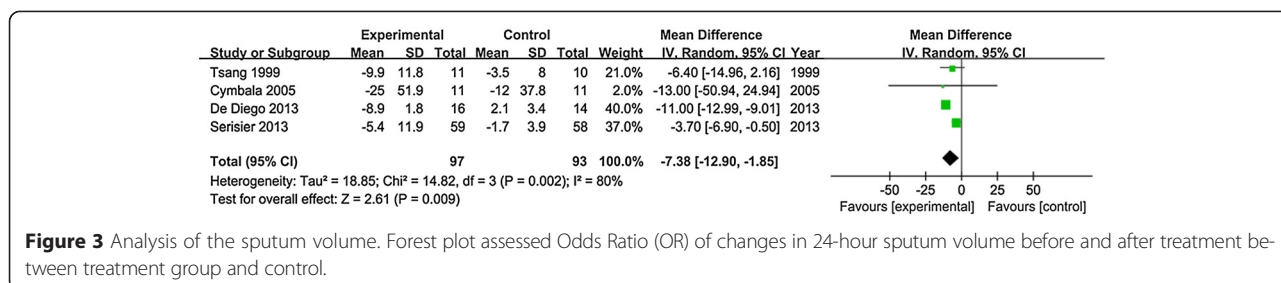 Experimental Control Mean Difference Mean Difference
Study or Subgroup Mean SD Total Mean SD Total Weight IV, Random, 95% CI Year IV, Random, 95% CI
Tsang 1999 -9.9 11.8 11 -3.5 8 10 21.0% -6.40 [-14.96, 2.16] 1999
Cymbala 2005 -25 51.9 11 -12 37.8 11 2.0% -13.00 [-50.94, 24.94] 2005
De Diego 2013 -8.9 1.8 16 2.1 3.4 14 40.0% -11.00 [-12.99, -9.01] 2013
Serisier 2013 -5.4 11.9 59 -1.7 3.9 58 37.0% -3.70 [-6.90, -0.50] 2013
Total (95% CI) 97 93 100.0% -7.38 [-12.90, -1.85]
Heterogeneity: Tau² = 18.85; Chi² = 14.82, df = 3 (P = 0.002); I² = 80%
Test for overall effect: Z = 2.61 (P = 0.009)
-50 -25 0 25 50
Favours [experimental] Favours [control]
Figure 3 Analysis of the sputum volume. Forest plot assessed Odds Ratio (OR) of changes in 24-hour sputum volume before and after treatment be-
tween treatment group and control.